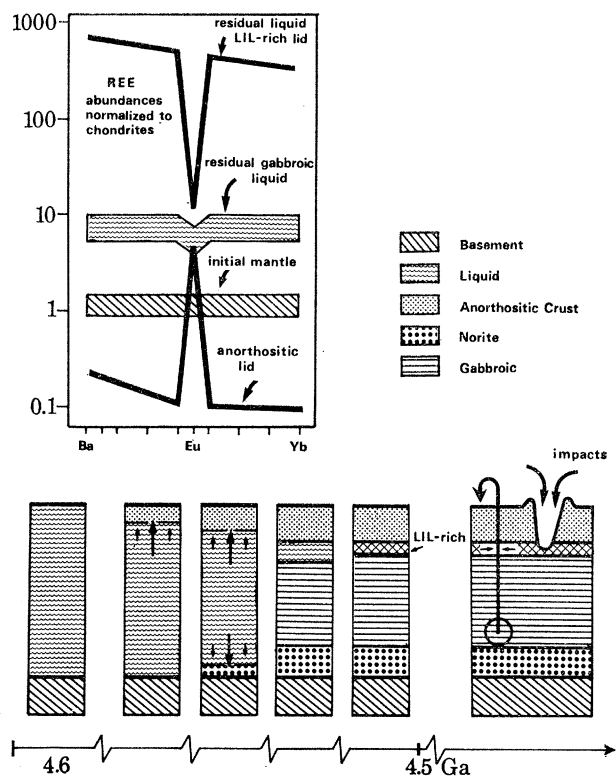 1000
100
10
1
0.1
residual liquid
LIL-rich lid
REE
abundances
normalized to
chondrites
residual gabbroic
liquid
initial mantle
anorthositic
lid
Ba
Eu
Yb
Basement
Liquid
Anorthositic Crust
Norite
Gabbroic
impacts
LIL-rich
4.6
4.5 Ga